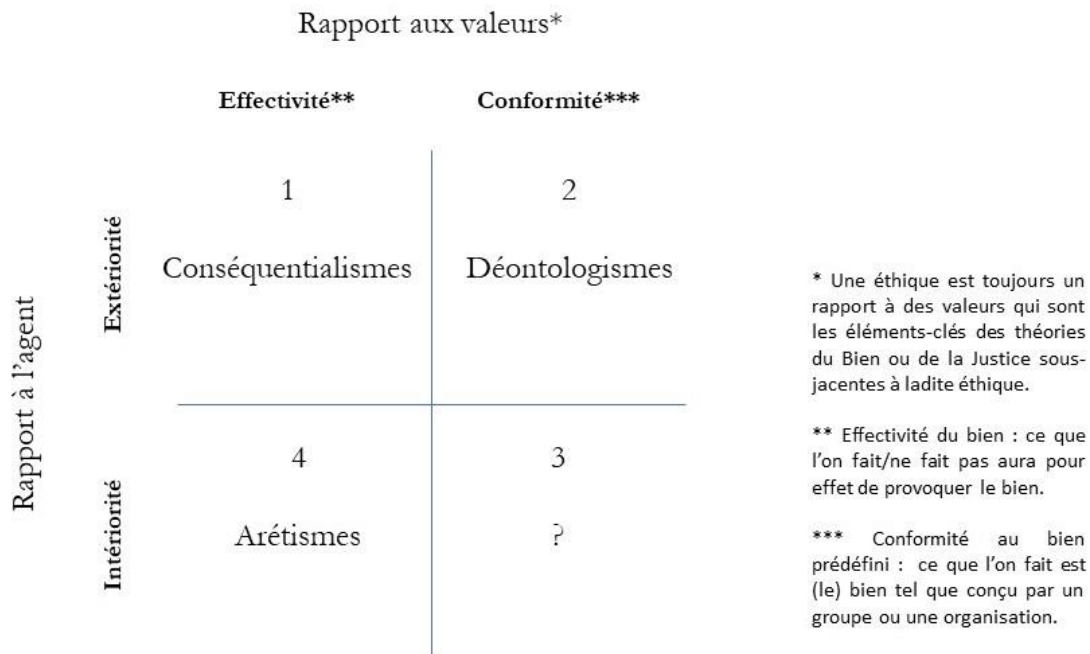 Rapport aux valeurs*
Effectivité**
Conformité***
Rapport à l'agent
Extériorité
1
2
Conséquentialismes
Déontologismes
Intériorité
4
3
Arétismes
?
* Une éthique est toujours un
rapport à des valeurs qui sont
les éléments-clés des théories
du Bien ou de la Justice sous-
jacentes à ladite éthique.
** Effectivité du bien : ce que
l'on fait/ne fait pas aura pour
effet de provoquer le bien.
*** Conformité au bien
prédéfini : ce que l'on fait est
(le) bien tel que conçu par un
groupe ou une organisation.